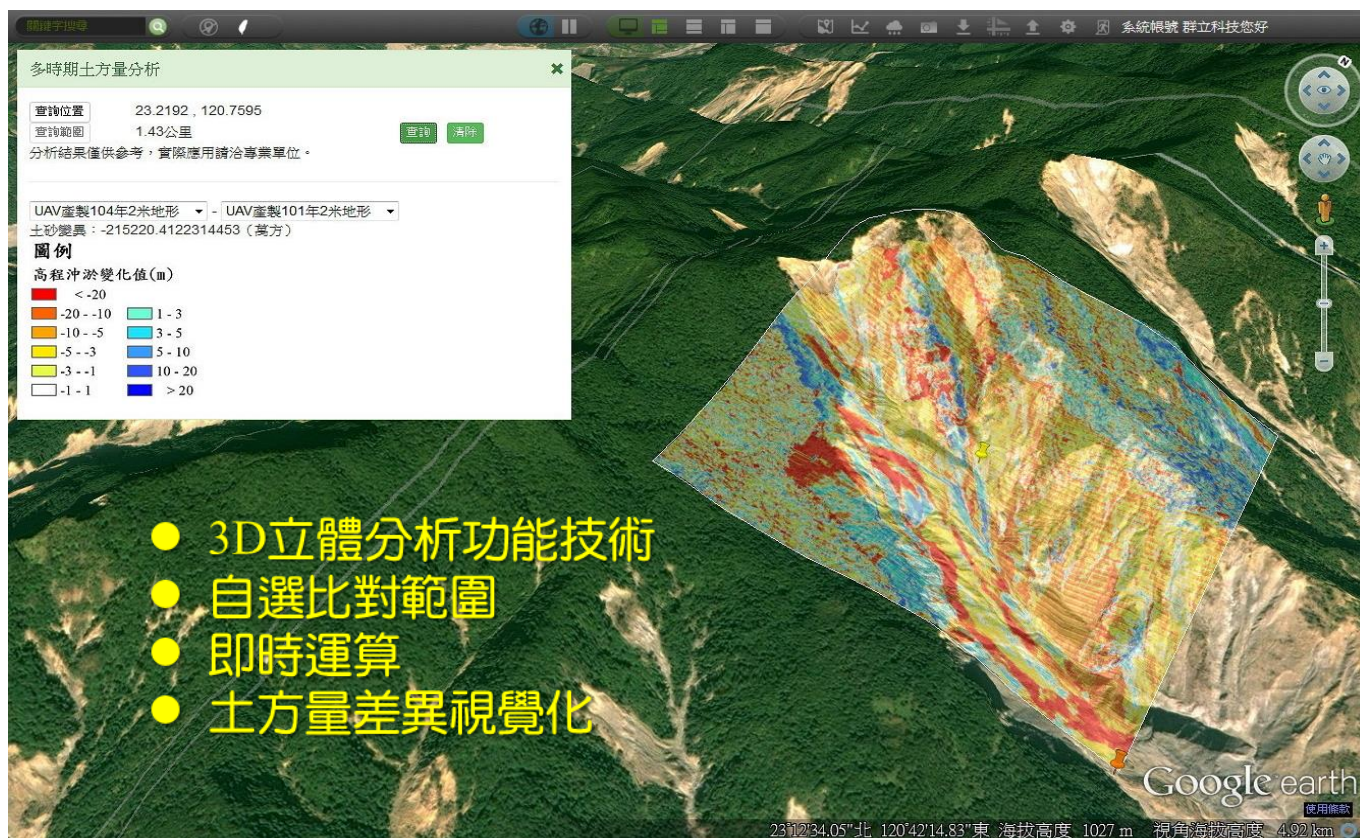 關鍵字搜尋
系統帳號 群立科技您好
多時期土方量分析
查詢位置 23.2192 , 120.7595
查詢範圍 1.43公里 查詢 清除
分析結果僅供參考，實際應用請洽專業單位。
UAV產製104年2米地形 - UAV產製101年2米地形
土砂變異：-215220.4122314453（萬方）
圖例
高程沖淤變化值(m)
< -20
-20 - -10 1 - 3
-10 - -5 3 - 5
-5 - -3 5 - 10
-3 - -1 10 - 20
-1 - 1 > 20
N
● 3D立體分析功能技術
● 自選比對範圍
● 即時運算
● 土方量差異視覺化
Google earth
使用條款
23°12'34.05"北 120°42'14.83"東 海拔高度 1027 m 視角海拔高度 4.92 km